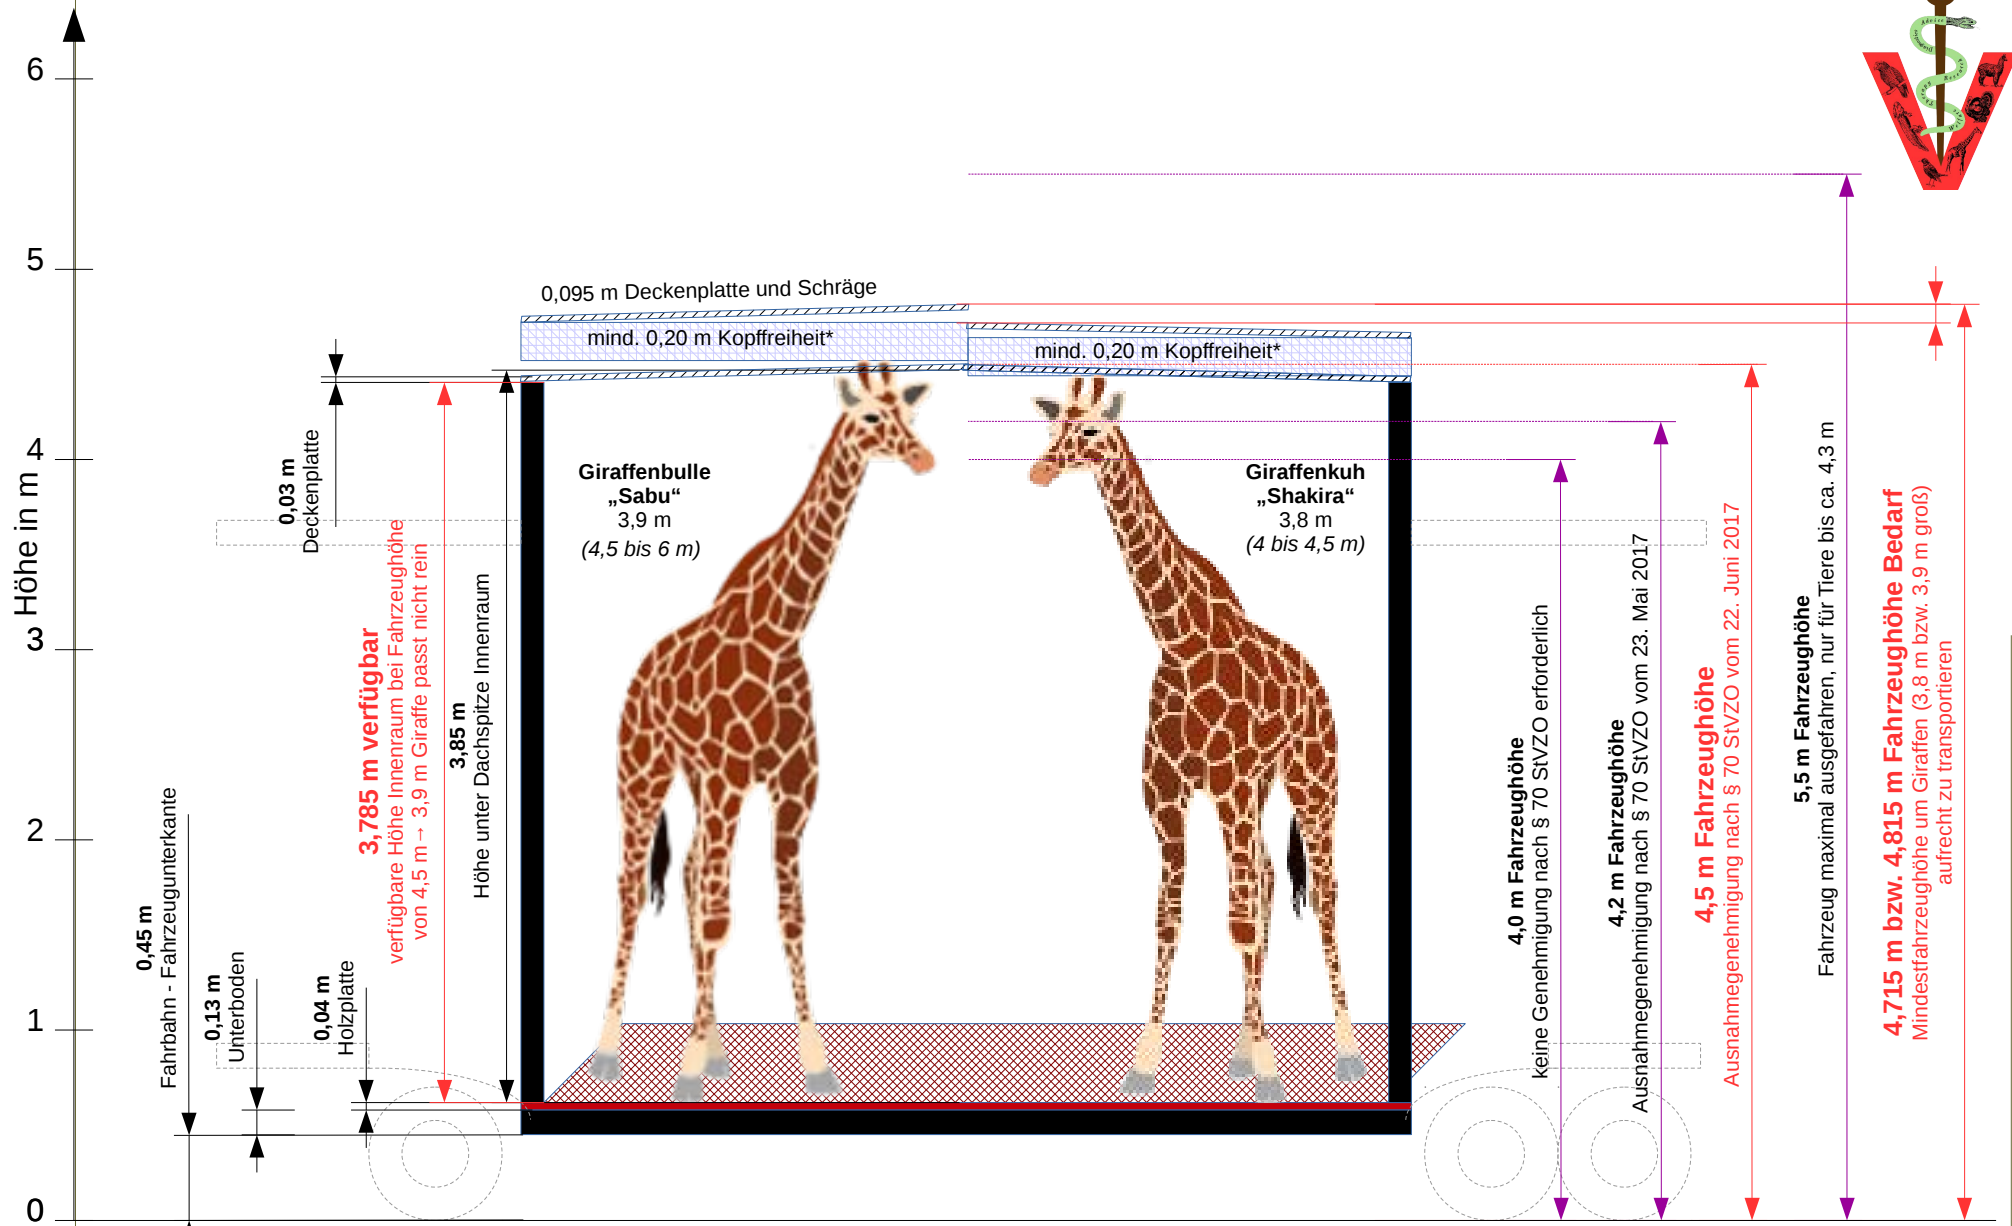 6
5
4
3
2
1
0
Höhe in m
0,095 m Deckenplatte und Schräge
mind. 0,20 m Kopffreiheit*
mind. 0,20 m Kopffreiheit*
Giraffenbulle
„Sabu“
3,9 m
(4,5 bis 6 m)
Giraffenkuh
„Shakira“
3,8 m
(4 bis 4,5 m)
0,45 m
Fahrbahn - Fahrzeugunterkante
0,13 m
Unterboden
0,04 m
Holzplatte
0,03 m
Deckenplatte
3,785 m verfügbar
verfügbare Höhe Innenraum bei Fahrzeughöhe
von 4,5 m → 3,9 m Giraffe passt nicht rein
3,85 m
Höhe unter Dachspitze Innenraum
4,0 m Fahrzeughöhe
keine Genehmigung nach § 70 StVZO erforderlich
4,2 m Fahrzeughöhe
Ausnahmegenehmigung nach § 70 StVZO vom 23. Mai 2017
4,5 m Fahrzeughöhe
Ausnahmegenehmigung nach § 70 StVZO vom 22. Juni 2017
5,5 m Fahrzeughöhe
Fahrzeug maximal ausgefahren, nur für Tiere bis ca. 4,3 m
4,715 m bzw. 4,815 m Fahrzeughöhe Bedarf
Mindestfahrzeughöhe um Giraffen (3,8 m bzw. 3,9 m groß)
aufrecht zu transportieren